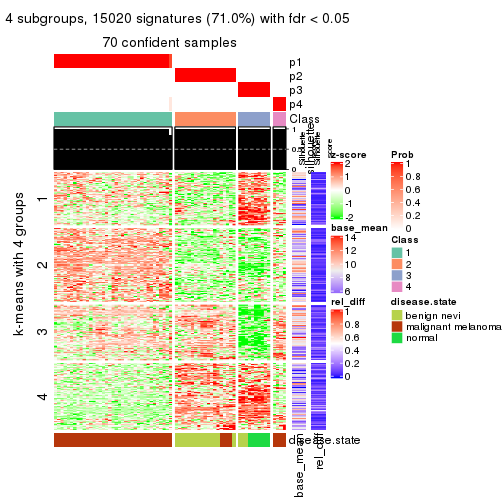 4 subgroups, 15020 signatures (71.0%) with fdr < 0.05
70 confident samples
p1
p2
p3
p4
Class
1
0.5
0
Silhouette
silhouette
score
k-means with 4 groups
1
2
3
4
disease.state
base_mean
rel_diff
z-score
2
1
0
-1
-2
base_mean
14
12
10
8
6
rel_diff
1
0.8
0.6
0.4
0.2
0
Prob
1
0.8
0.6
0.4
0.2
0
Class
1
2
3
4
disease.state
benign nevi
malignant melanoma
normal